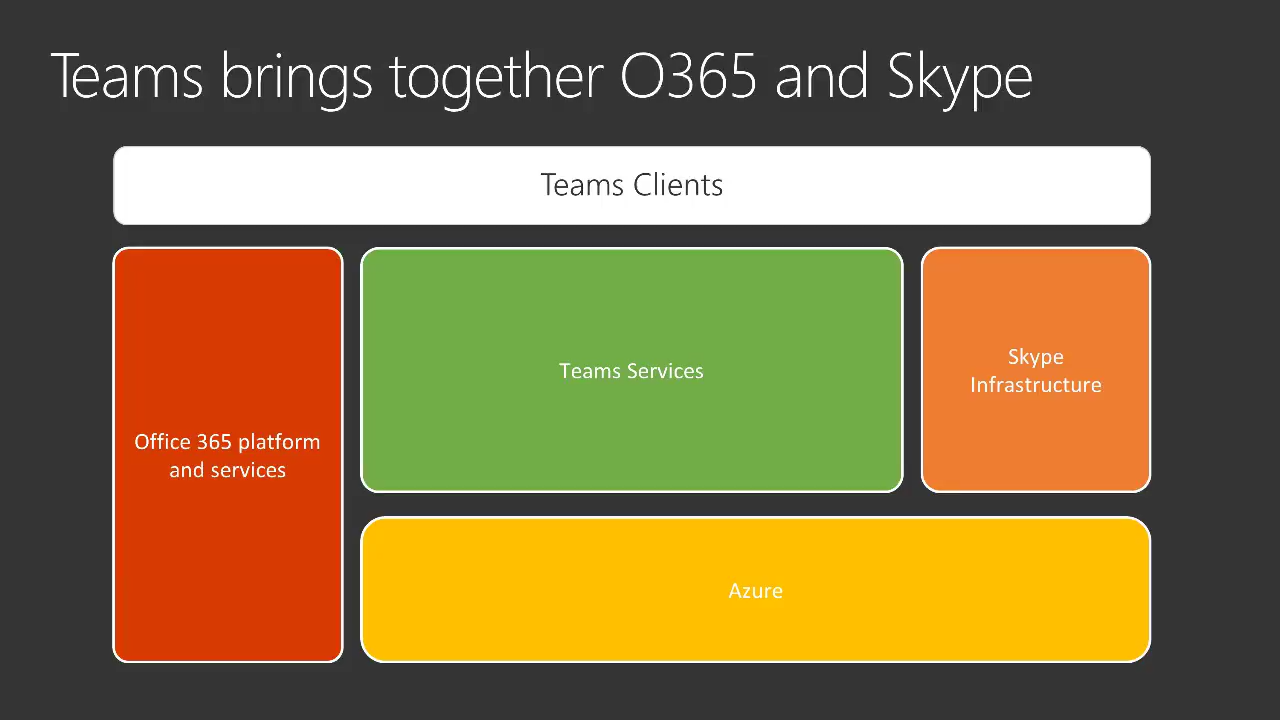 Teams brings together O365 and Skype
Teams Clients
Office 365 platform
and services
Teams Services
Skype
Infrastructure
Azure